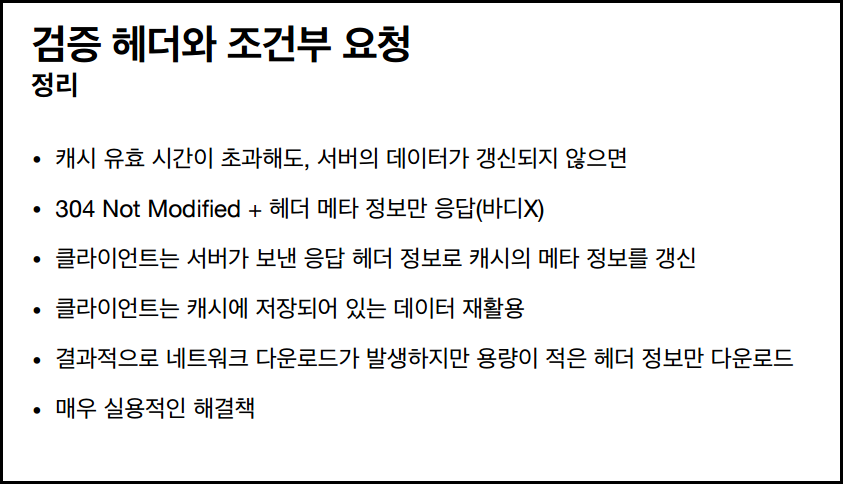 검증 헤더와 조건부 요청
정리
• 캐시 유효 시간이 초과해도, 서버의 데이터가 갱신되지 않으면
• 304 Not Modified + 헤더 메타 정보만 응답(바디X)
• 클라이언트는 서버가 보낸 응답 헤더 정보로 캐시의 메타 정보를 갱신
• 클라이언트는 캐시에 저장되어 있는 데이터 재활용
• 결과적으로 네트워크 다운로드가 발생하지만 용량이 적은 헤더 정보만 다운로드
• 매우 실용적인 해결책